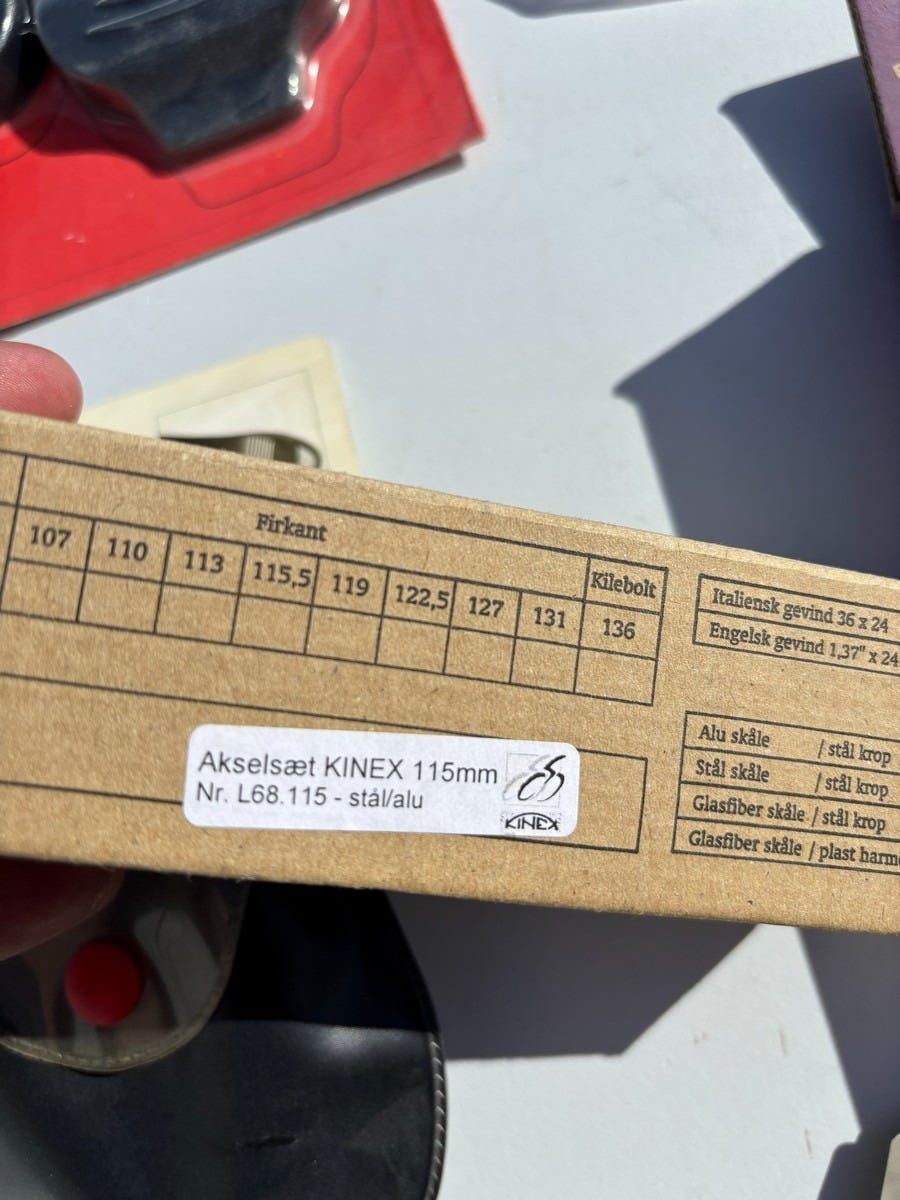 Firkant
107 110 113 115,5 119 122,5 127 131
Kilebolt
136
Italiensk gevind 36 x 24
Engelsk gevind 1,37" x 24
Alu skåle / stål krop
Stål skåle / stål krop
Glasfiber skåle / stål krop
Glasfiber skåle / plast
Akselsæt KINEX 115mm
Nr. L68.115 - stål/alu
KINEX